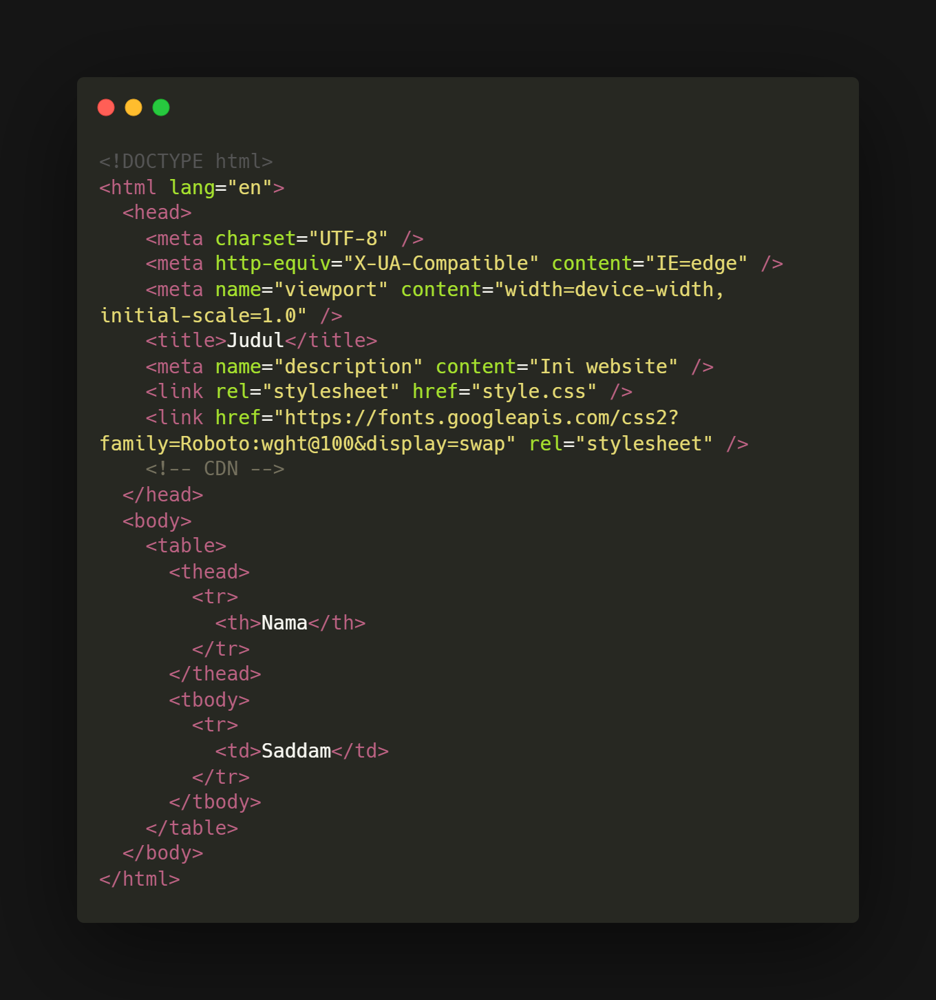 <!DOCTYPE html>
<html lang="en">
  <head>
    <meta charset="UTF-8" />
    <meta http-equiv="X-UA-Compatible" content="IE=edge" />
    <meta name="viewport" content="width=device-width,
initial-scale=1.0" />
    <title>Judul</title>
    <meta name="description" content="Ini website" />
    <link rel="stylesheet" href="style.css" />
    <link href="https://fonts.googleapis.com/css2?
family=Roboto:wght@100&display=swap" rel="stylesheet" />
    <!-- CDN -->
  </head>
  <body>
    <table>
      <thead>
        <tr>
          <th>Nama</th>
        </tr>
      </thead>
      <tbody>
        <tr>
          <td>Saddam</td>
        </tr>
      </tbody>
    </table>
  </body>
</html>